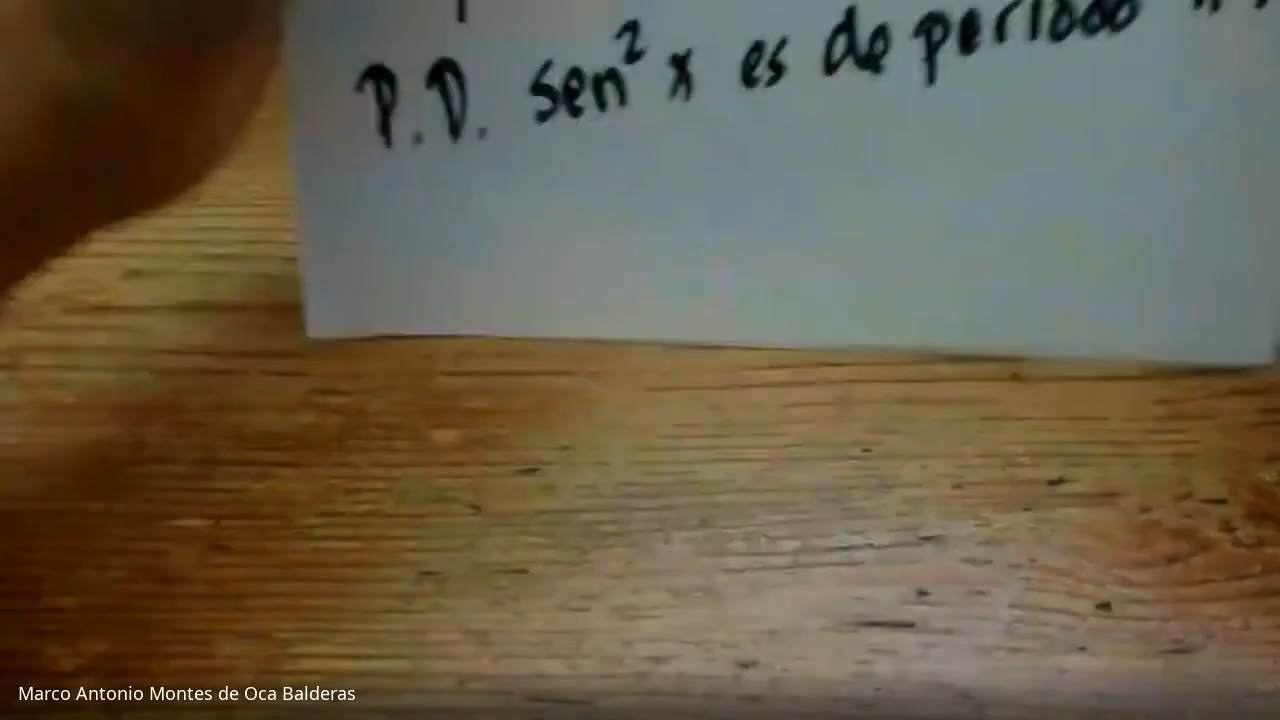 P.D. sen² x es de periodo
Marco Antonio Montes de Oca Balderas